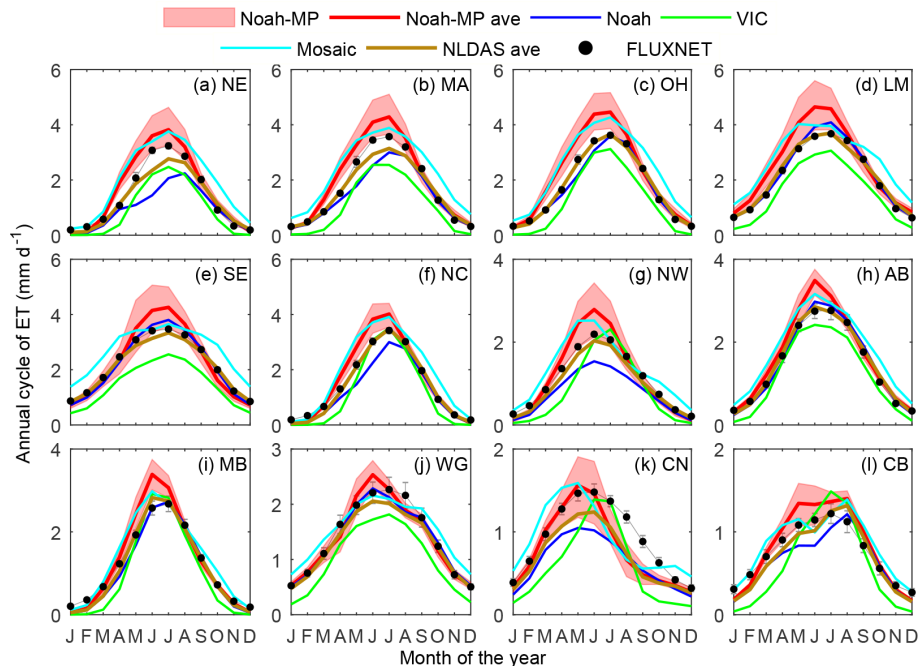 Noah-MP Noah-MP ave Noah VIC
Mosaic NLDAS ave FLUXNET
Annual cycle of ET (mm d⁻¹)
(a) NE (b) MA (c) OH (d) LM
6 6 6 6
4 4 4 4
2 2 2 2
0 0 0 0
(e) SE (f) NC (g) NW (h) AB
6 6 4 4
4 4 3 3
2 2 2 2
1 1
0 0 0 0
(i) MB (j) WG (k) CN (l) CB
4 3 2 2
2 2 1 1
1
0 0 0 0
J F M A M J J A S O N D J F M A M J J A S O N D J F M A M J J A S O N D J F M A M J J A S O N D
Month of the year